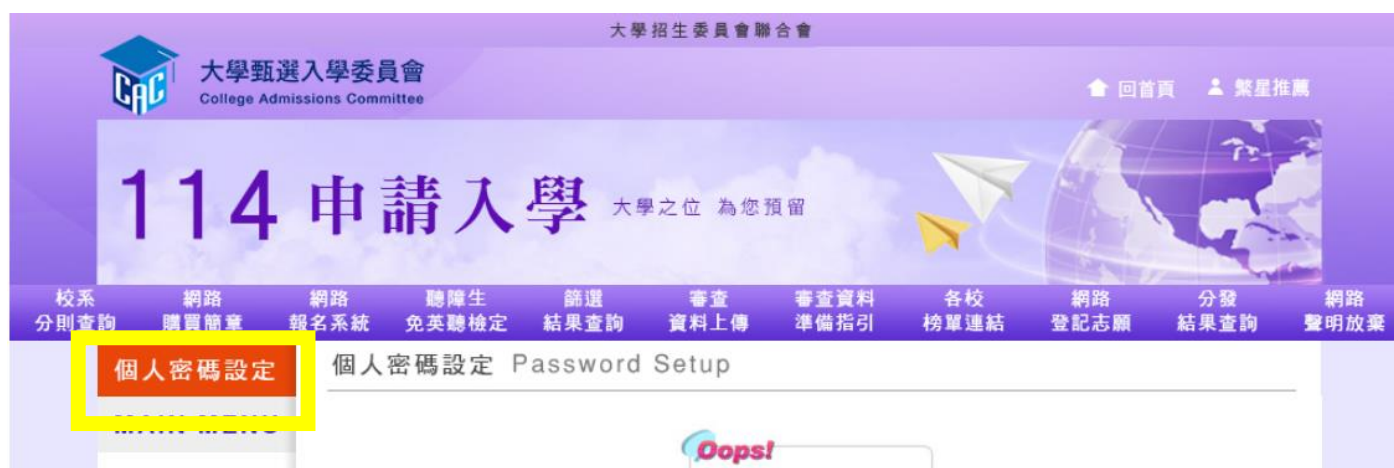 大學招生委員會聯合會
CAC
大學甄選入學委員會
College Admissions Committee
回首頁 繁星推薦
114 申請入學 大學之位 為您預留
校系 網路 網路 聽障生 篩選 審查 審查資料 各校 網路 分發 網路
分則查詢 購買簡章 報名系統 免英聽檢定 結果查詢 資料上傳 準備指引 榜單連結 登記志願 結果查詢 聲明放棄
個人密碼設定
個人密碼設定 Password Setup
Oops!